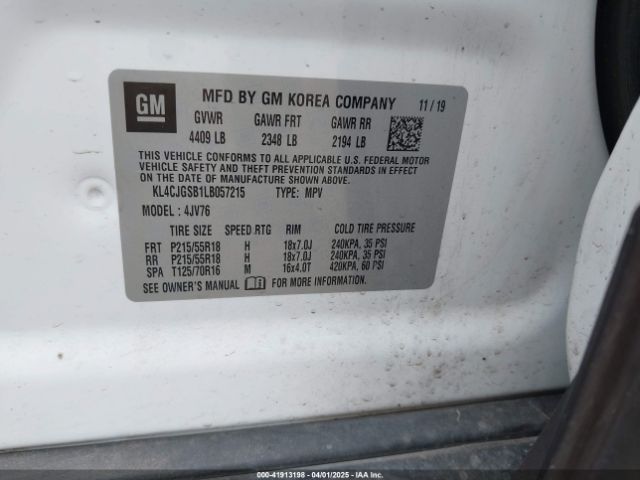 GM
MFD BY GM KOREA COMPANY 11/19
GVWR GAWR FRT GAWR RR
4409 LB 2348 LB 2194 LB
THIS VEHICLE CONFORMS TO ALL APPLICABLE U.S. FEDERAL MOTOR
VEHICLE SAFETY AND THEFT PREVENTION STANDARDS IN EFFECT
ON THE DATE OF MANUFACTURE SHOWN ABOVE.
KL4CJGSB1LB057215 TYPE: MPV
MODEL: 4JV76
TIRE SIZE SPEED RTG RIM COLD TIRE PRESSURE
FRT P215/55R18 H 18x7.0J 240KPA, 35 PSI
RR P215/55R18 H 18x7.0J 240KPA, 35 PSI
SPA T125/70R16 M 16x4.0T 420KPA, 60 PSI
SEE OWNER'S MANUAL FOR MORE INFORMATION.
000-41913198 - 04/01/2025 - IAAI.COM